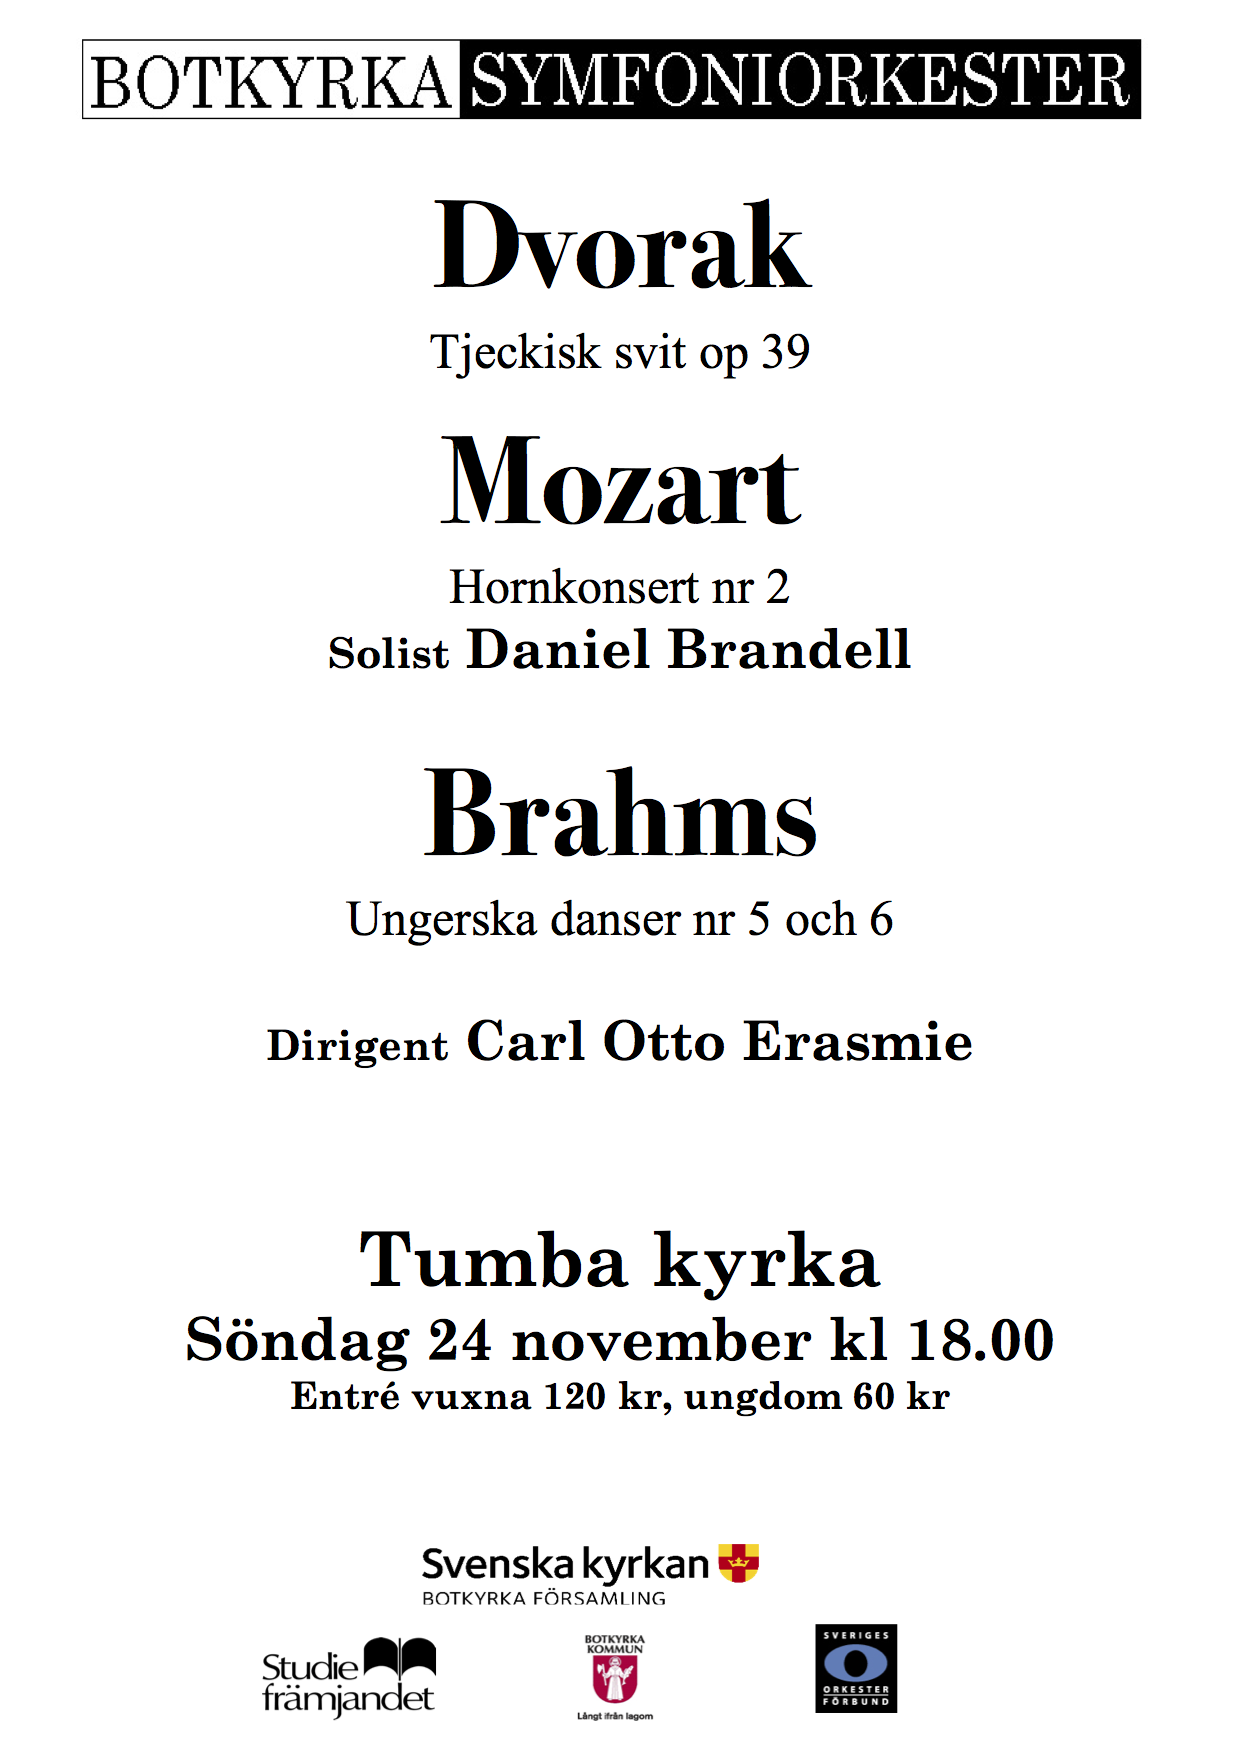 BOTKYRKA SYMFONIORKESTER
Dvorak
Tjeckisk svit op 39
Mozart
Hornkonsert nr 2
Solist Daniel Brandell
Brahms
Ungerska danser nr 5 och 6
Dirigent Carl Otto Erasmie
Tumba kyrka
Söndag 24 november kl 18.00
Entré vuxna 120 kr, ungdom 60 kr
Svenska kyrkan
BOTKYRKA FÖRSAMLING
Studie
främjandet
BOTKYRKA
KOMMUN
Långt ifrån lagom
SVERIGES
ORKESTER
FÖRBUND